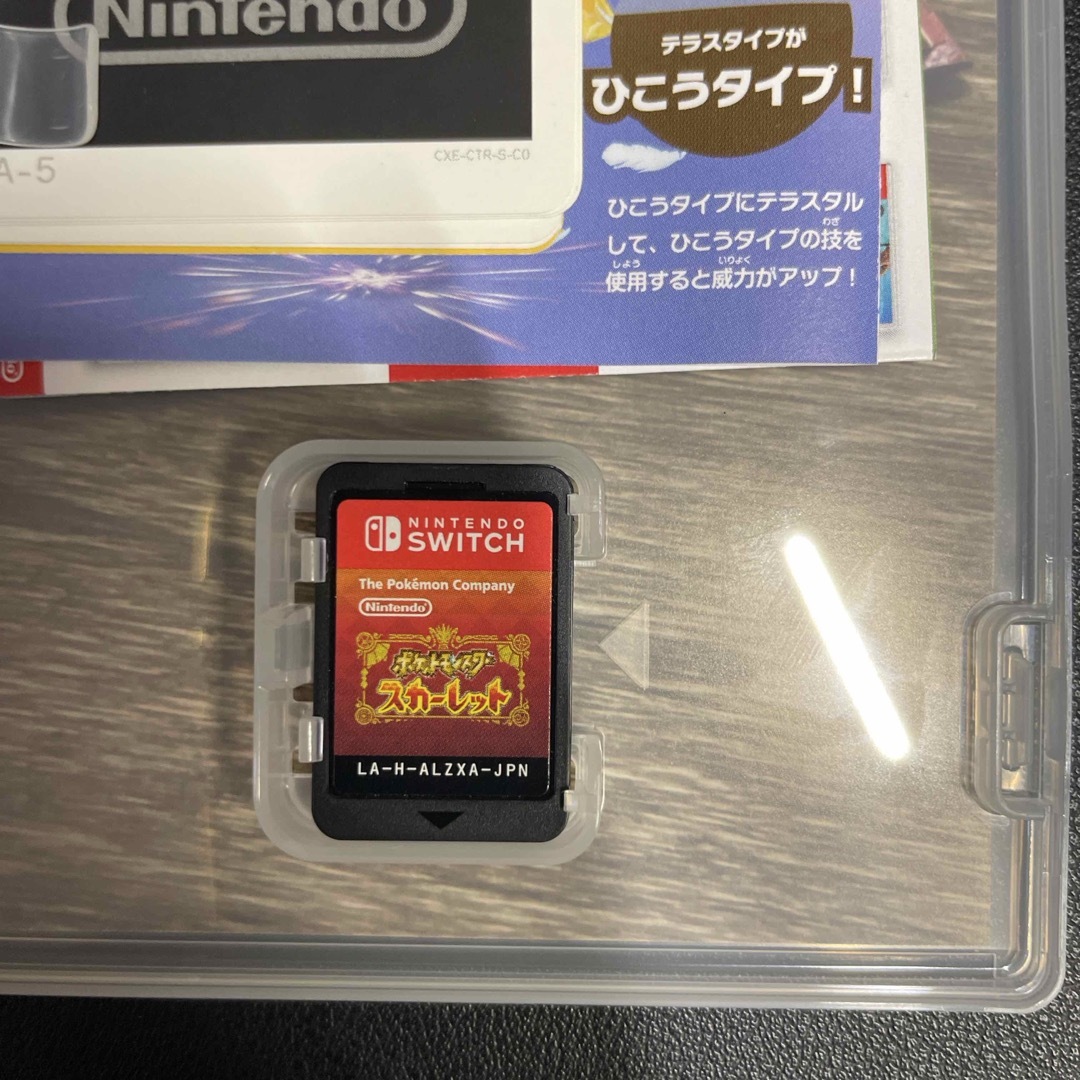 Nintendo
A-5
CXE-CTR-S-C0
テラスタイプが
ひこうタイプ!
ひこうタイプにテラスタル
わざ
して、ひこうタイプの技を
しよう いりょく
使用すると威力がアップ!
NINTENDO
SWITCH
The Pokémon Company
Nintendo
ポケットモンスター
スカーレット
LA-H-ALZXA-JPN